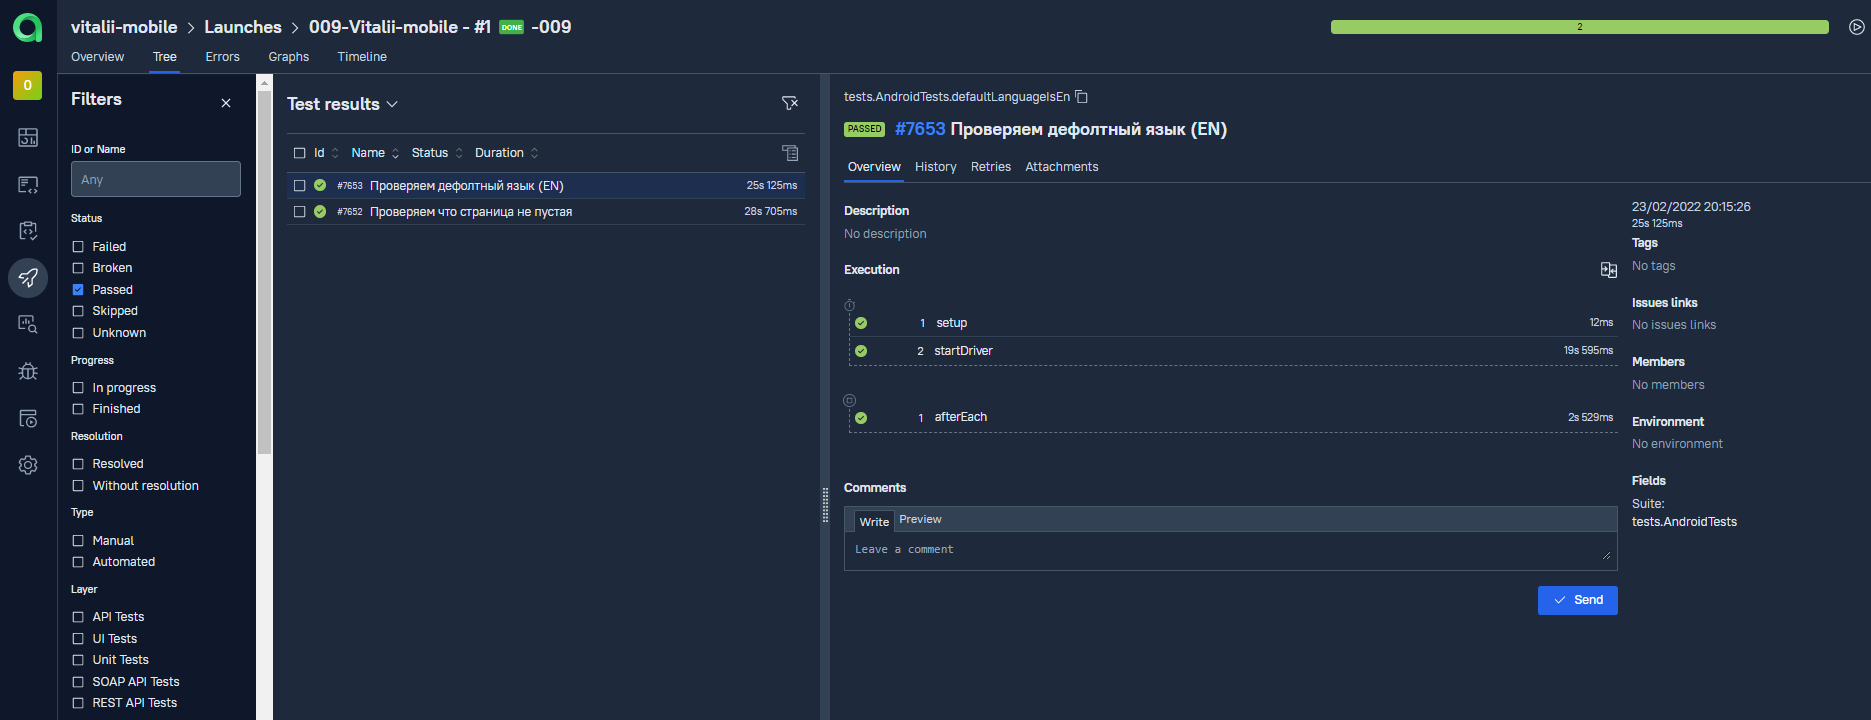 vitalii-mobile > Launches > 009-Vitalii-mobile - #1 DONE -009
2
Overview Tree Errors Graphs Timeline
0
Filters
ID or Name
Any
Status
Failed
Broken
Passed
Skipped
Unknown
Progress
In progress
Finished
Resolution
Resolved
Without resolution
Type
Manual
Automated
Layer
API Tests
UI Tests
Unit Tests
SOAP API Tests
REST API Tests
Test results
Id Name Status Duration
#7653 Проверяем дефолтный язык (EN) 25s 125ms
#7652 Проверяем что страница не пустая 28s 705ms
tests.AndroidTests.defaultLanguageIsEn
PASSED #7653 Проверяем дефолтный язык (EN)
Overview History Retries Attachments
Description
No description
Execution
1 setup 12ms
2 startDriver 19s 595ms
1 afterEach 2s 529ms
Comments
Write Preview
Leave a comment
Send
23/02/2022 20:15:26
25s 125ms
Tags
No tags
Issues links
No issues links
Members
No members
Environment
No environment
Fields
Suite:
tests.AndroidTests